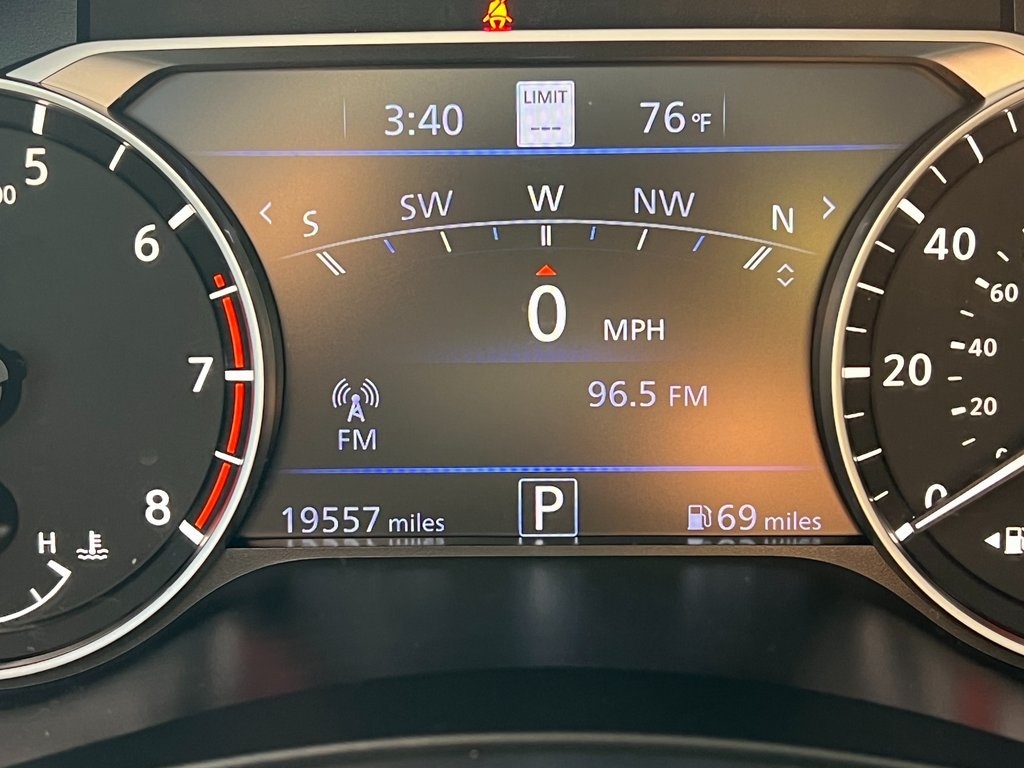 3:40
LIMIT
---
76°F
S SW W NW N
0 MPH
96.5 FM
FM
19557 miles
P
69 miles
5
6
7
8
H
40
20
0
60
40
20